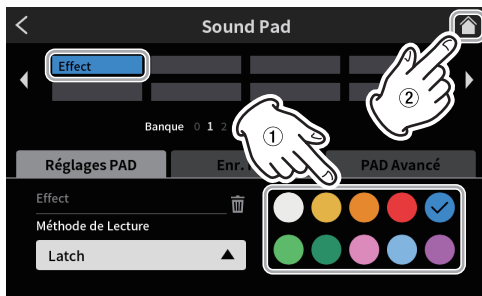 Sound Pad
Effect
2
Banque 0 1 2
1
Réglages PAD
Enr.
PAD Avancé
Effect
Méthode de Lecture
Latch